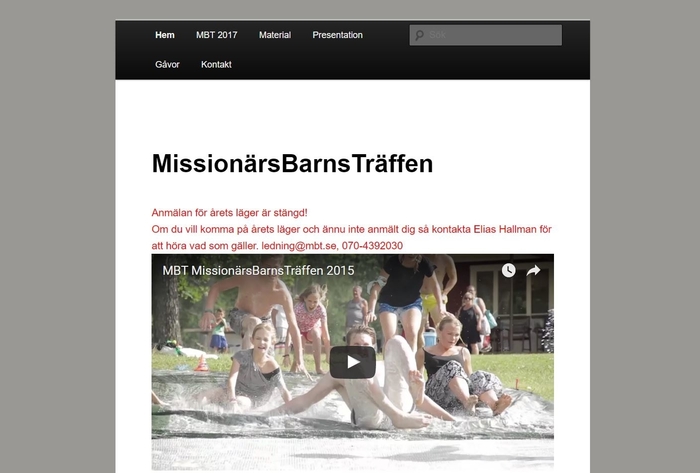 Hem MBT 2017 Material Presentation Sök
Gåvor Kontakt
MissionärsBarnsTräffen
Anmälan för årets läger är stängd!
Om du vill komma på årets läger och ännu inte anmält dig så kontakta Elias Hallman för
att höra vad som gäller. ledning@mbt.se, 070-4392030
MBT MissionärsBarnsTräffen 2015